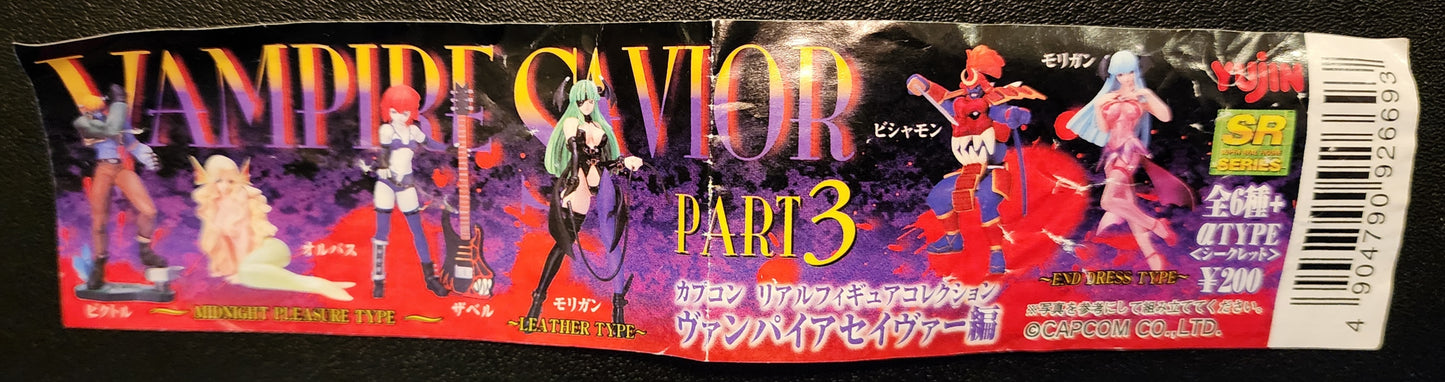 VAMPIRE SAVIOR
PART3
カプコン リアルフィギュアコレクション
ヴァンパイアセイヴァー編
ビクトル
オルバス
ザベル
~MIDNIGHT PLEASURE TYPE~
モリガン
~LEATHER TYPE~
ビシャモン
モリガン
~END DRESS TYPE~
Yujin
SR
SERIES
全6種+
αTYPE
<シークレット>
¥200
※写真を参考にして組み立ててください。
©CAPCOM CO.,LTD.
4 904790 926693